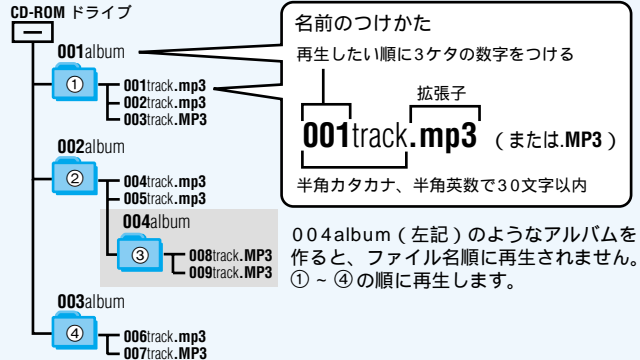 CD-ROM ドライブ
001album
①
001track.mp3
002track.mp3
003track.MP3
002album
②
004track.mp3
005track.mp3
004album
③
008track.MP3
009track.MP3
003album
④
006track.mp3
007track.MP3
名前のつけかた
再生したい順に3ケタの数字をつける
拡張子
001track.mp3 (または.MP3)
半角カタカナ、半角英数で30文字以内
004album(左記)のようなアルバムを
作ると、ファイル名順に再生されません。
①~④の順に再生します。